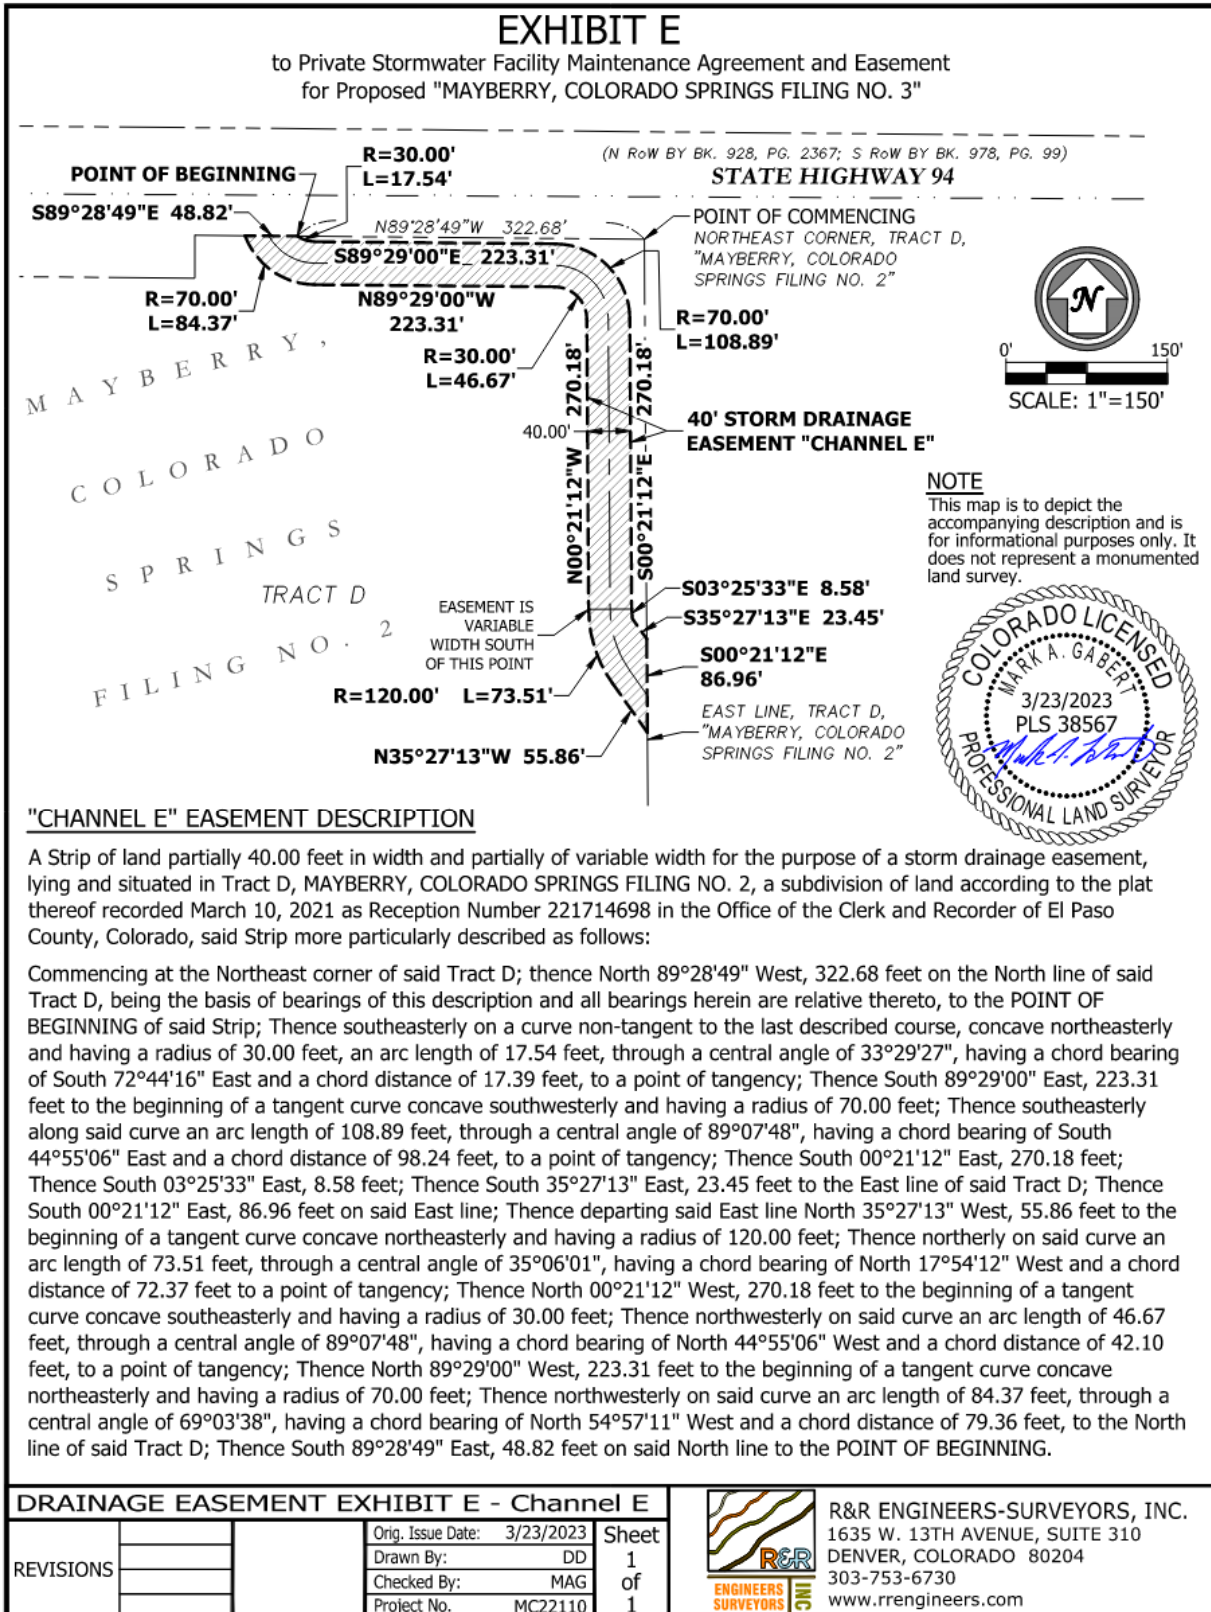 EXHIBIT E
to Private Stormwater Facility Maintenance Agreement and Easement
for Proposed "MAYBERRY, COLORADO SPRINGS FILING NO. 3"
(N RoW BY BK. 928, PG. 2367; S RoW BY BK. 978, PG. 99)
STATE HIGHWAY 94
R=30.00'
L=17.54'
POINT OF BEGINNING
S89°28'49"E 48.82'
N89°28'49"W 322.68'
POINT OF COMMENCING
NORTHEAST CORNER, TRACT D,
"MAYBERRY, COLORADO
SPRINGS FILING NO. 2"
S89°29'00"E 223.31'
N89°29'00"W
223.31'
R=70.00'
L=84.37'
R=30.00'
L=46.67'
R=70.00'
L=108.89'
N
0' 150'
SCALE: 1"=150'
MAYBERRY,
COLORADO
SPRINGS
FILING NO. 2
TRACT D
40.00'
N00°21'12"W 270.18'
S00°21'12"E 270.18'
40' STORM DRAINAGE
EASEMENT "CHANNEL E"
NOTE
This map is to depict the
accompanying description and is
for informational purposes only. It
does not represent a monumented
land survey.
S03°25'33"E 8.58'
S35°27'13"E 23.45'
EASEMENT IS
VARIABLE
WIDTH SOUTH
OF THIS POINT
S00°21'12"E
86.96'
R=120.00' L=73.51'
EAST LINE, TRACT D,
"MAYBERRY, COLORADO
SPRINGS FILING NO. 2"
N35°27'13"W 55.86'
COLORADO LICENSED
MARK A. GABERT
3/23/2023
PLS 38567
PROFESSIONAL LAND SURVEYOR
"CHANNEL E" EASEMENT DESCRIPTION
A Strip of land partially 40.00 feet in width and partially of variable width for the purpose of a storm drainage easement,
lying and situated in Tract D, MAYBERRY, COLORADO SPRINGS FILING NO. 2, a subdivision of land according to the plat
thereof recorded March 10, 2021 as Reception Number 221714698 in the Office of the Clerk and Recorder of El Paso
County, Colorado, said Strip more particularly described as follows:
Commencing at the Northeast corner of said Tract D; thence North 89°28'49" West, 322.68 feet on the North line of said
Tract D, being the basis of bearings of this description and all bearings herein are relative thereto, to the POINT OF
BEGINNING of said Strip; Thence southeasterly on a curve non-tangent to the last described course, concave northeasterly
and having a radius of 30.00 feet, an arc length of 17.54 feet, through a central angle of 33°29'27", having a chord bearing
of South 72°44'16" East and a chord distance of 17.39 feet, to a point of tangency; Thence South 89°29'00" East, 223.31
feet to the beginning of a tangent curve concave southwesterly and having a radius of 70.00 feet; Thence southeasterly
along said curve an arc length of 108.89 feet, through a central angle of 89°07'48", having a chord bearing of South
44°55'06" East and a chord distance of 98.24 feet, to a point of tangency; Thence South 00°21'12" East, 270.18 feet;
Thence South 03°25'33" East, 8.58 feet; Thence South 35°27'13" East, 23.45 feet to the East line of said Tract D; Thence
South 00°21'12" East, 86.96 feet on said East line; Thence departing said East line North 35°27'13" West, 55.86 feet to the
beginning of a tangent curve concave northeasterly and having a radius of 120.00 feet; Thence northerly on said curve an
arc length of 73.51 feet, through a central angle of 35°06'01", having a chord bearing of North 17°54'12" West and a chord
distance of 72.37 feet to a point of tangency; Thence North 00°21'12" West, 270.18 feet to the beginning of a tangent
curve concave southeasterly and having a radius of 30.00 feet; Thence northwesterly on said curve an arc length of 46.67
feet, through a central angle of 89°07'48", having a chord bearing of North 44°55'06" West and a chord distance of 42.10
feet, to a point of tangency; Thence North 89°29'00" West, 223.31 feet to the beginning of a tangent curve concave
northeasterly and having a radius of 70.00 feet; Thence northwesterly on said curve an arc length of 84.37 feet, through a
central angle of 69°03'38", having a chord bearing of North 54°57'11" West and a chord distance of 79.36 feet, to the North
line of said Tract D; Thence South 89°28'49" East, 48.82 feet on said North line to the POINT OF BEGINNING.
DRAINAGE EASEMENT EXHIBIT E - Channel E
REVISIONS
Orig. Issue Date: 3/23/2023
Drawn By: DD
Checked By: MAG
Project No. MC22110
Sheet
1
of
1
R&R
ENGINEERS
SURVEYORS
INC
R&R ENGINEERS-SURVEYORS, INC.
1635 W. 13TH AVENUE, SUITE 310
DENVER, COLORADO 80204
303-753-6730
www.rrengineers.com